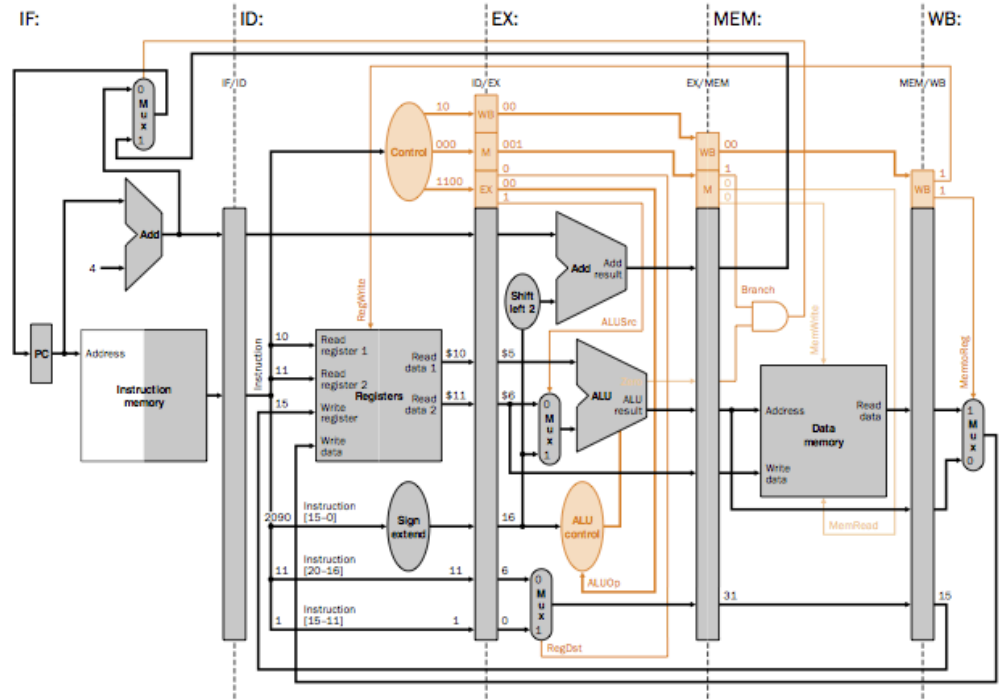 IF:
ID:
EX:
MEM:
WB:
IF/ID
ID/EX
EX/MEM
MEM/WB
0
M
u
x
1
Control
10
000
1100
WB
M
EX
00
001
0
00
1
WB
M
00
1
0
0
WB
1
1
Add
4
PC
Address
Instruction
memory
Instruction
RegWrite
10
11
15
Read
register 1
Read
register 2
Write
register
Write
data
Registers
Read
data 1
Read
data 2
$10
$11
$5
$6
Shift
left 2
Add
Add
result
ALUSrc
0
M
u
x
1
ALU
Zero
ALU
result
Branch
MemWrite
Address
Read
data
Data
memory
Write
data
MemRead
MemtoReg
1
M
u
x
0
2090
Instruction
[15–0]
Sign
extend
16
ALU
control
ALUOp
11
Instruction
[20–16]
11
6
1
Instruction
[15–11]
1
0
0
M
u
x
1
RegDst
31
15